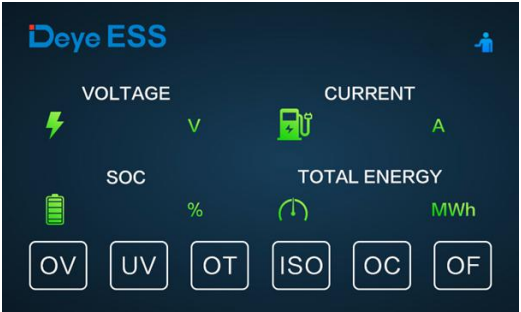 Deye ESS
VOLTAGE CURRENT
V A
SOC TOTAL ENERGY
% MWh
OV UV OT ISO OC OF